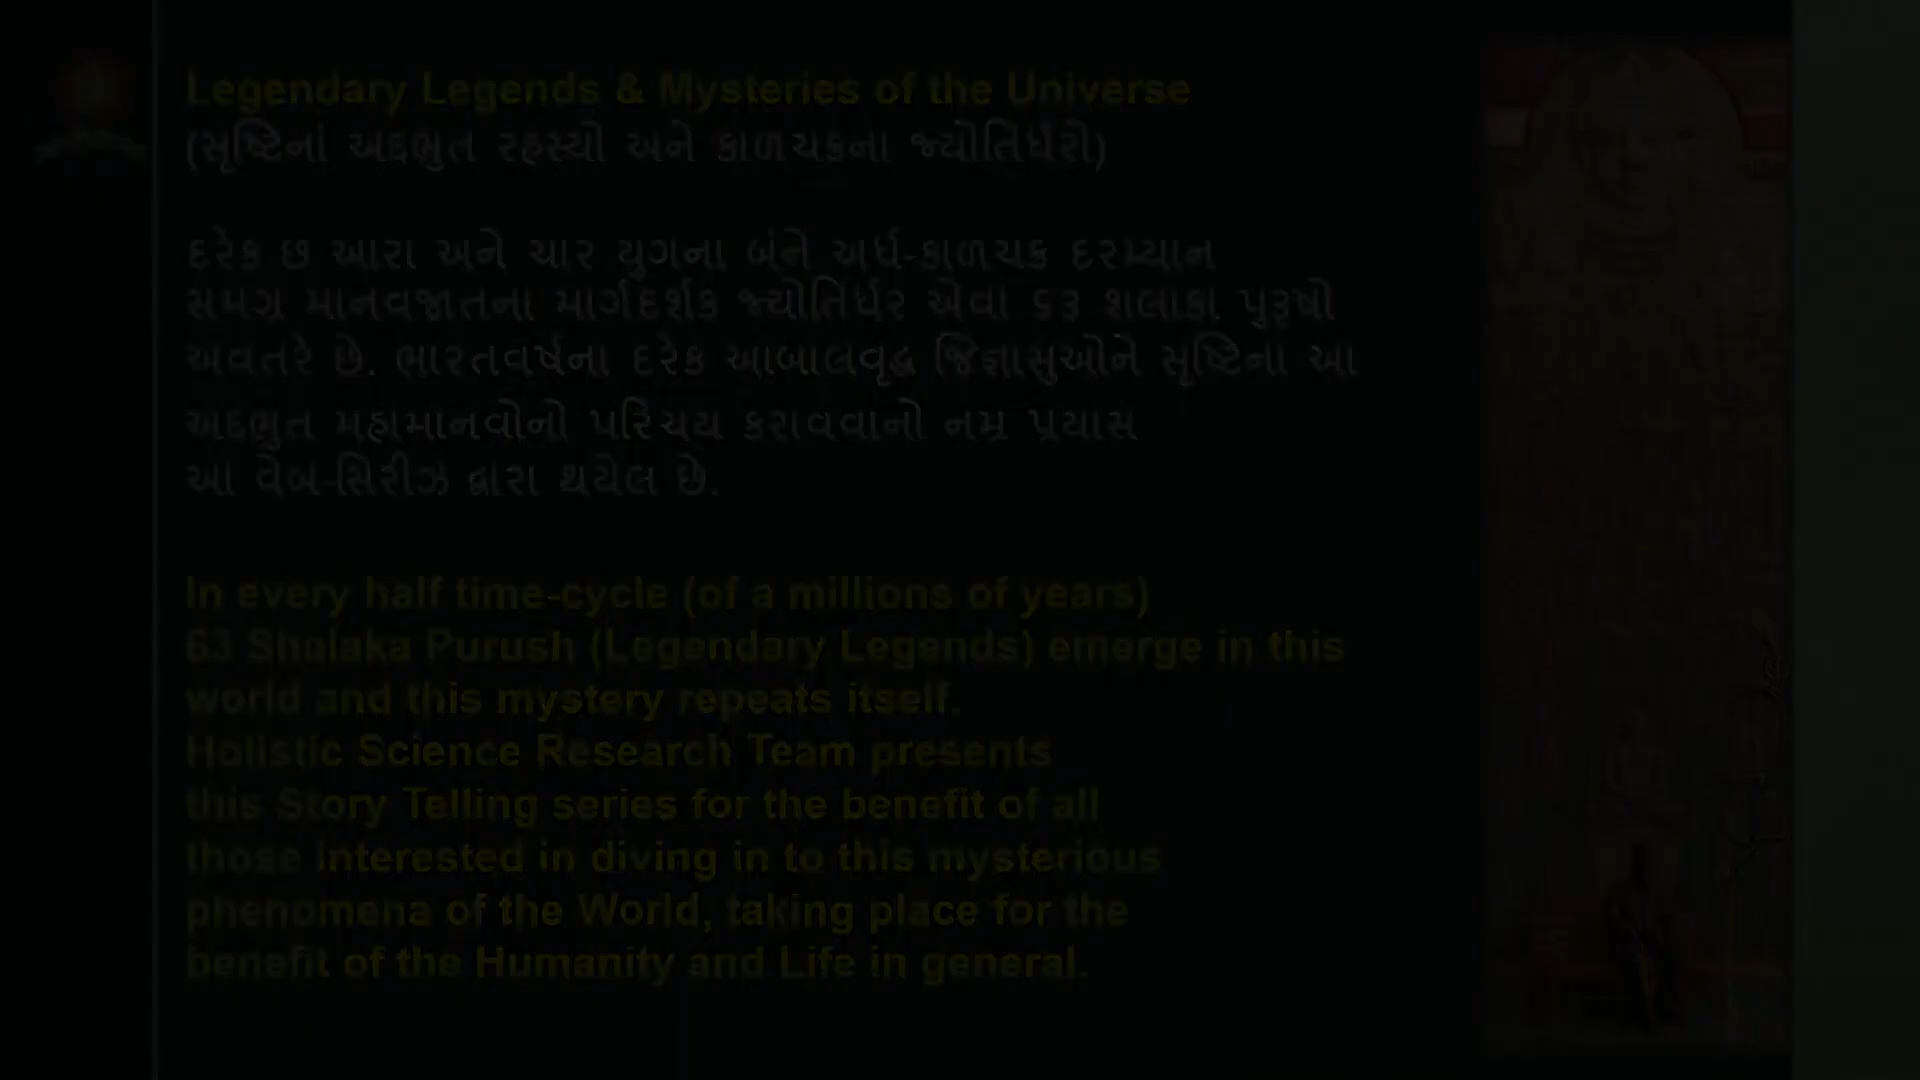 Legendary Legends & Mysteries of the Universe
(સૃષ્ટિનાં અદ્દભુત રહસ્યો અને કાળચક્રના જ્યોતિર્ધરો)
દરેક છ આરા અને ચાર યુગના બંને અર્ધ-કાળચક્ર દરમ્યાન
સમગ્ર માનવજાતના માર્ગદર્શક જ્યોતિર્ધર એવા ૬૩ શલાકા પુરૂષો
અવતરે છે. ભારતવર્ષના દરેક આબાલવૃદ્ધ જિજ્ઞાસુઓને સૃષ્ટિના આ
અદ્દભુત મહામાનવોનો પરિચય કરાવવાનો નમ્ર પ્રયાસ
આ વેબ-સિરીઝ દ્વારા થયેલ છે.
In every half time-cycle (of a millions of years)
63 Shalaka Purush (Legendary Legends) emerge in this
world and this mystery repeats itself.
Holistic Science Research Team presents
this Story Telling series for the benefit of all
those interested in diving in to this mysterious
phenomena of the World, taking place for the
benefit of the Humanity and Life in general.